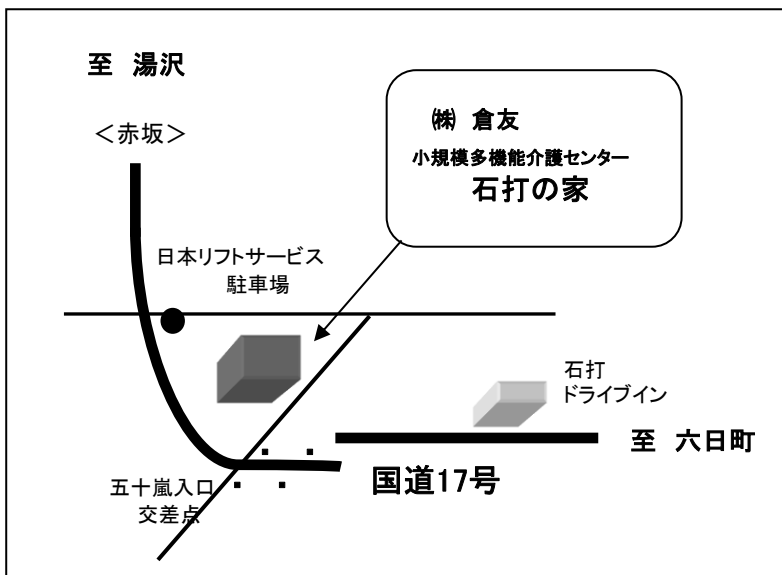 至 湯沢
＜赤坂＞
㈱ 倉友
小規模多機能介護センター
石打の家
日本リフトサービス
駐車場
石打
ドライブイン
至 六日町
国道17号
五十嵐入口
交差点